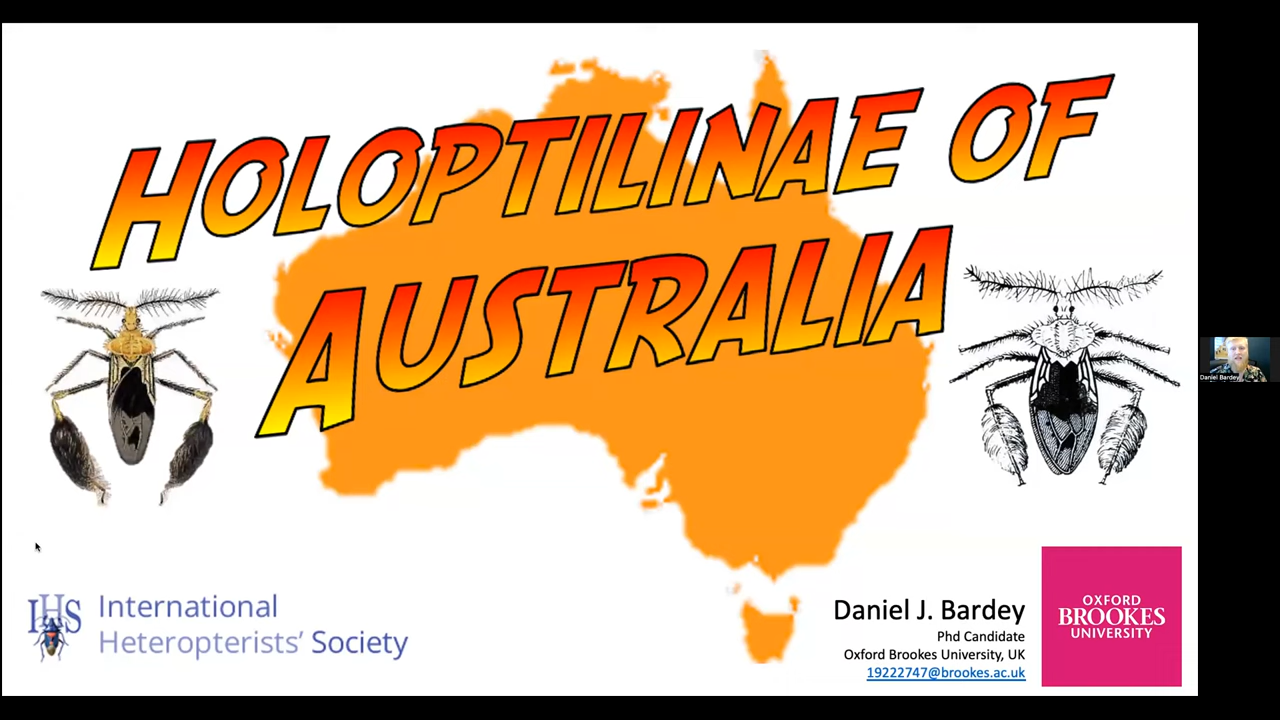 HOLOPTILINAE OF
AUSTRALIA
IHS
International
Heteropterists' Society
Daniel J. Bardey
Phd Candidate
Oxford Brookes University, UK
19222747@brookes.ac.uk
OXFORD
BROOKES
UNIVERSITY
Daniel Bardey